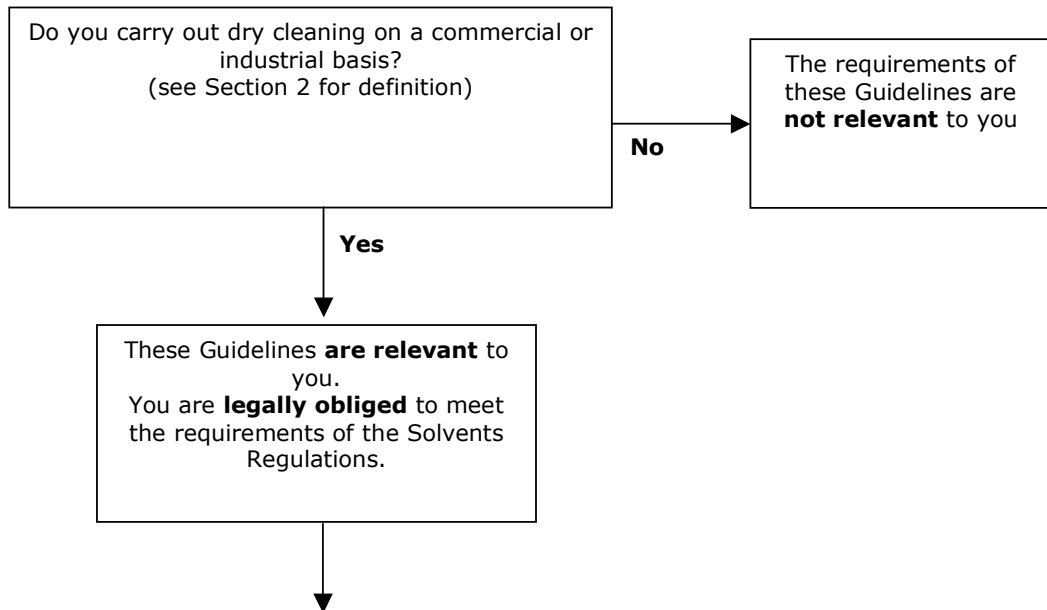 Do you carry out dry cleaning on a commercial or
industrial basis?
(see Section 2 for definition)
The requirements of
these Guidelines are
not relevant to you
No
Yes
These Guidelines are relevant to
you.
You are legally obliged to meet
the requirements of the Solvents
Regulations.